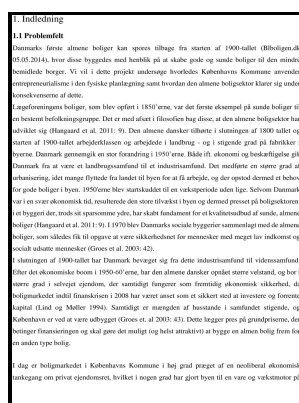 1. Indledning
1.1 Problemfelt
Danmarks første almene boliger kan spores tilbage fra starten af 1900-tallet (Blboligen.dk
05.05.2014), hvor disse byggedes med henblik på at skabe gode og sunde boliger til den mindre
bemidlede borger. Vi vil i dette projekt undersøge hvorledes Københavns Kommune anvender
entrepreneurialisme i den fysiske planlægning samt hvordan den almene boligsektor klarer sig under
konsekvenserne af dette.
Lægeforeningens boliger, som blev opført i 1850'erne, var det første eksempel på sunde boliger til
en bestemt befolkningsgruppe. Det er med afsæt i filosofien bag disse, at den almene boligsektor har
udviklet sig (Hungaard et al. 2011: 9). Den almene dansker tilhørte i slutningen af 1800 tallet og
starten af 1900-tallet arbejderklassen og arbejdede i landbrug - og i stigende grad på fabrikker i
byerne. Danmark gennemgik en stor forandring i 1950'erne. Både ift. økonomi og beskæftigelse gik
Danmark fra at være et landbrugssamfund til et industrisamfund. Det medførte en større grad af
urbanisering, idet mange flyttede fra landet til byen for at få arbejde, og der opstod dermed et behov
for gode boliger i byen. 1950'erne blev startskuddet til en vækstperiode uden lige. Selvom Danmark
var i en svær økonomisk tid, resulterede den store tilvækst i byen og dermed presset på boligsektoren
i et byggeri der, trods sit sparsomme ydre, har skabt fundament for et kvalitetsudbud af sunde, almene
boliger (Hungaard et al. 2011: 9). I 1970 blev Danmarks sociale byggerier sammenlagt med de almene
boliger, som således fik til opgave at være sikkerhedsnet for mennesker med meget lav indkomst og
socialt udsatte mennesker (Groes et al. 2003: 42).
I slutningen af 1900-tallet har Danmark bevæget sig fra dette industrisamfund til videnssamfund.
Efter det økonomiske boom i 1950-60'erne, har den almene dansker opnået større velstand, og bor i
større grad i selvejet ejendom, der samtidigt fungerer som fremtidig økonomisk sikkerhed, da
boligmarkedet indtil finanskrisen i 2008 har været anset som et sikkert sted at investere og forrente
kapital (Lind og Møller 1994). Samtidigt er mængden af husstande i samfundet stigende, og
København er ved at være udbygget (Groes et. al 2003: 43). Dette lægger pres på grundpriserne, der
betinger finansieringen og skal gøre det muligt (og helst attraktivt) at bygge en almen bolig frem for
en anden type bolig.
I dag er boligmarkedet i Københavns Kommune i høj grad præget af en neoliberal økonomisk
tankegang om privat ejendomsret, hvilket i nogen grad har gjort byen til en vare og vækstmotor på